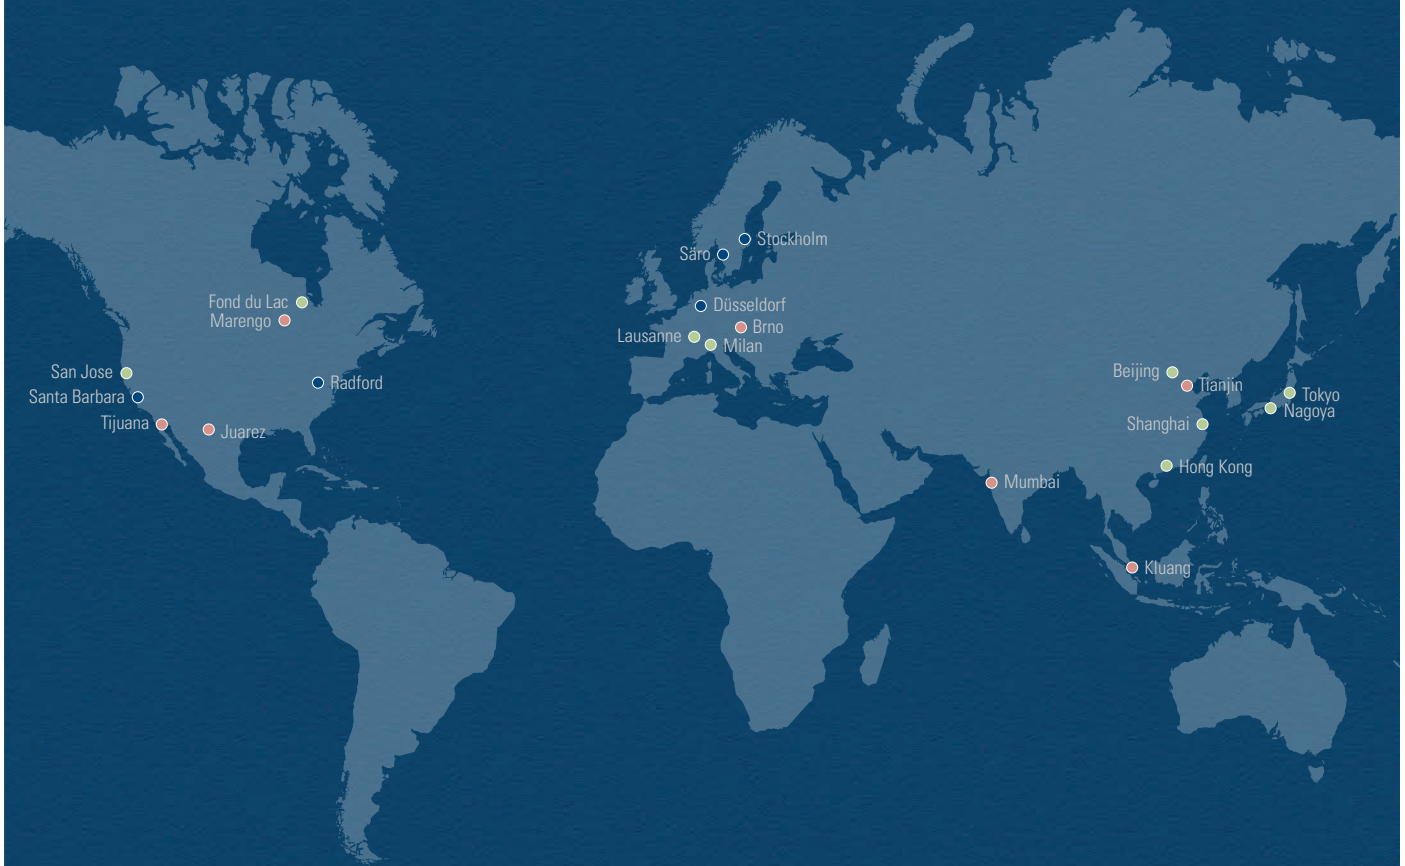 Stockholm
Säro
Fond du Lac
Marengo
Düsseldorf
Brno
Lausanne
Milan
San Jose
Santa Barbara
Radford
Tijuana
Juarez
Beijing
Tianjin
Tokyo
Nagoya
Shanghai
Hong Kong
Mumbai
Kluang